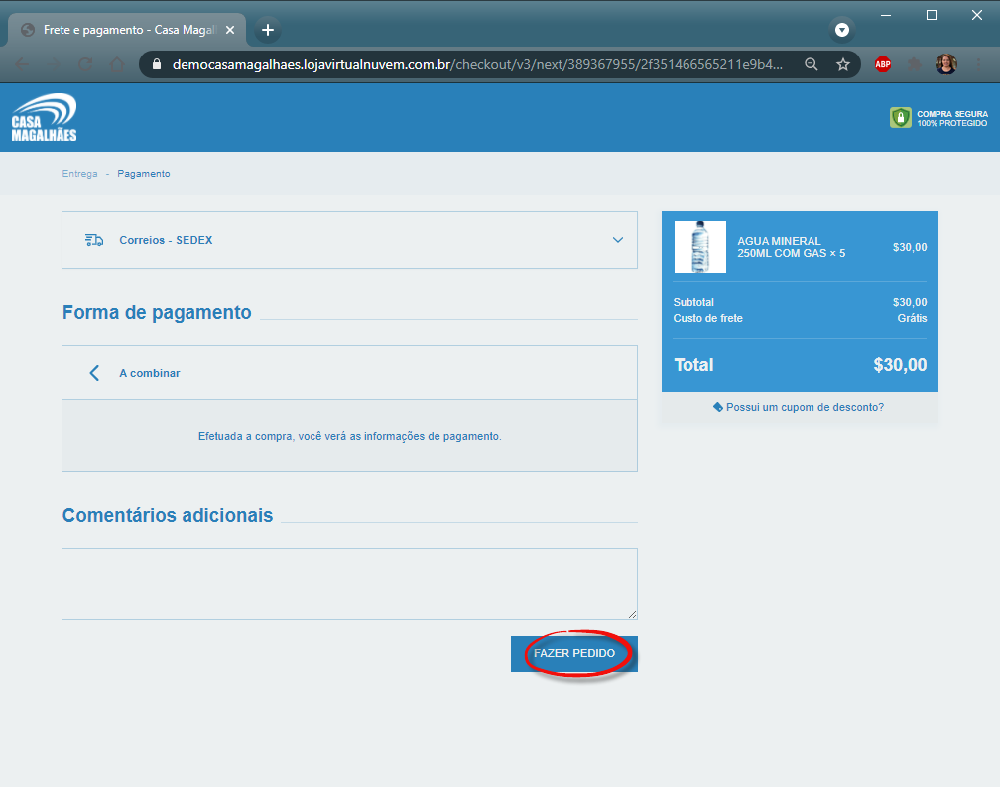 Frete e pagamento - Casa Magal
democasamagalhaes.lojavirtualnuvem.com.br/checkout/v3/next/389367955/2f351466565211e9b4...
ABP
CASA
MAGALHÃES
COMPRA SEGURA
100% PROTEGIDO
Entrega - Pagamento
Correios - SEDEX
Forma de pagamento
A combinar
Efetuada a compra, você verá as informações de pagamento.
Comentários adicionais
FAZER PEDIDO
AGUA MINERAL
250ML COM GAS × 5 $30,00
Subtotal $30,00
Custo de frete Grátis
Total $30,00
Possui um cupom de desconto?